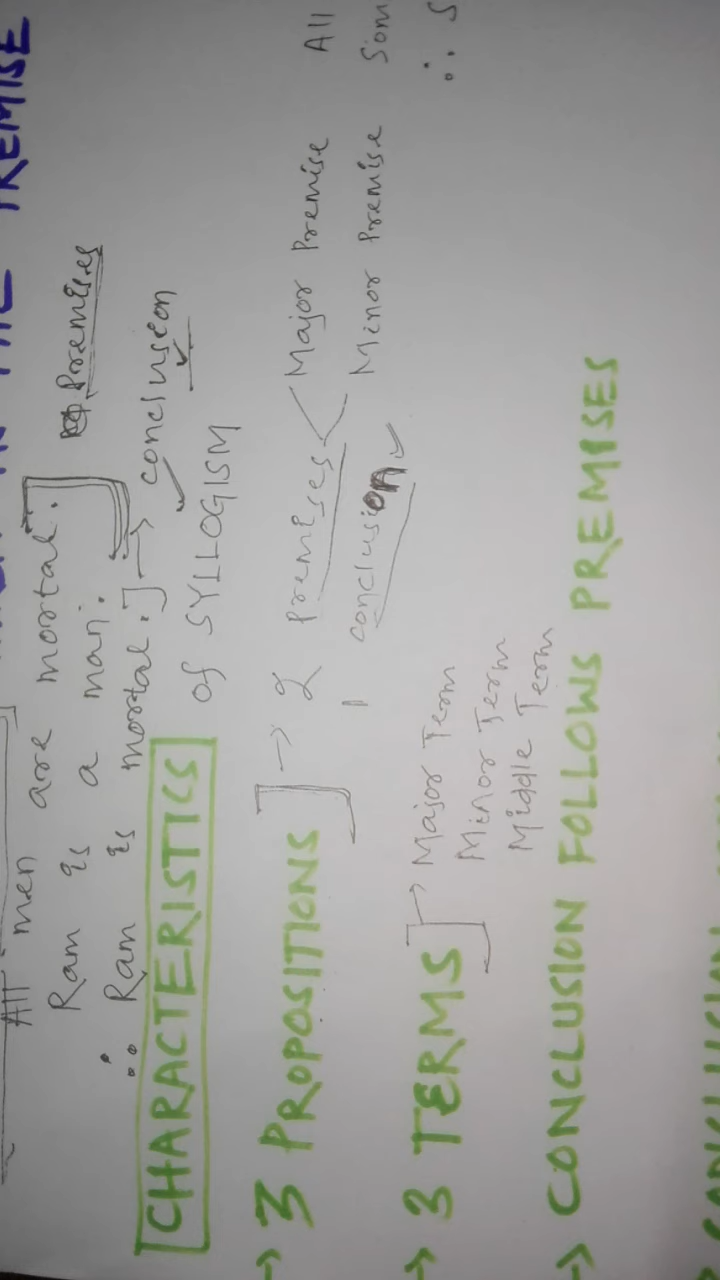 PREMISE
All men are mortal.
Ram is a man.
Premises
∴ Ram is mortal. ] → conclusion
CHARACTERISTICS of SYLLOGISM
→ 3 PROPOSITIONS ] → 2 Premises < Major Premise All
Minor Premise Som
1 conclusion ∴ S
→ 3 TERMS ] → Major Term
Minor Term
Middle Term
→ CONCLUSION FOLLOWS PREMISES